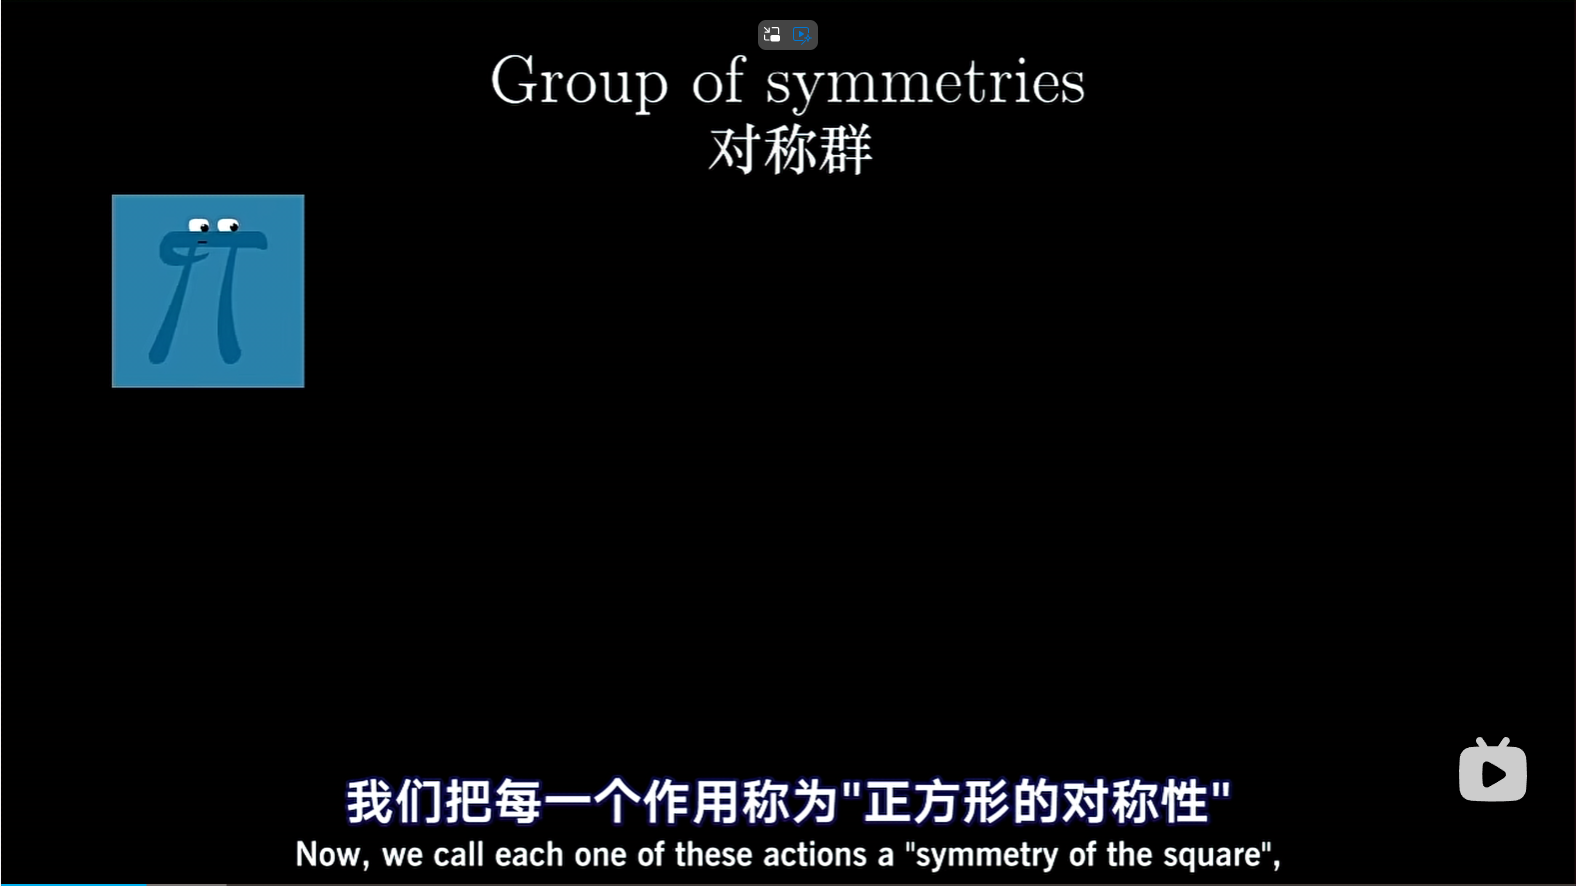 Group of symmetries
对称群
π
我们把每一个作用称为"正方形的对称性"
Now, we call each one of these actions a "symmetry of the square",